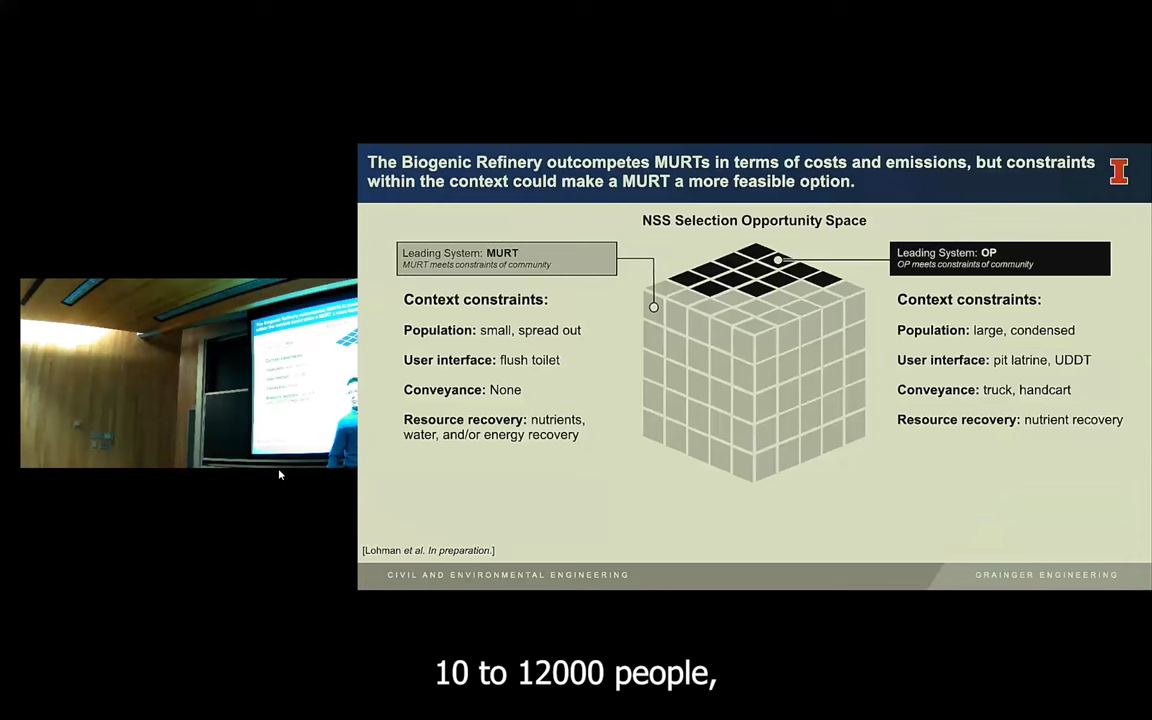 The Biogenic Refinery outcompetes MURTs in terms of costs and emissions, but constraints
within the context could make a MURT a more feasible option.
I
NSS Selection Opportunity Space
Leading System: MURT
MURT meets constraints of community
Context constraints:
Population: small, spread out
User interface: flush toilet
Conveyance: None
Resource recovery: nutrients,
water, and/or energy recovery
Leading System: OP
OP meets constraints of community
Context constraints:
Population: large, condensed
User interface: pit latrine, UDDT
Conveyance: truck, handcart
Resource recovery: nutrient recovery
[Lohman et al. In preparation.]
CIVIL AND ENVIRONMENTAL ENGINEERING
GRAINGER ENGINEERING
10 to 12000 people,